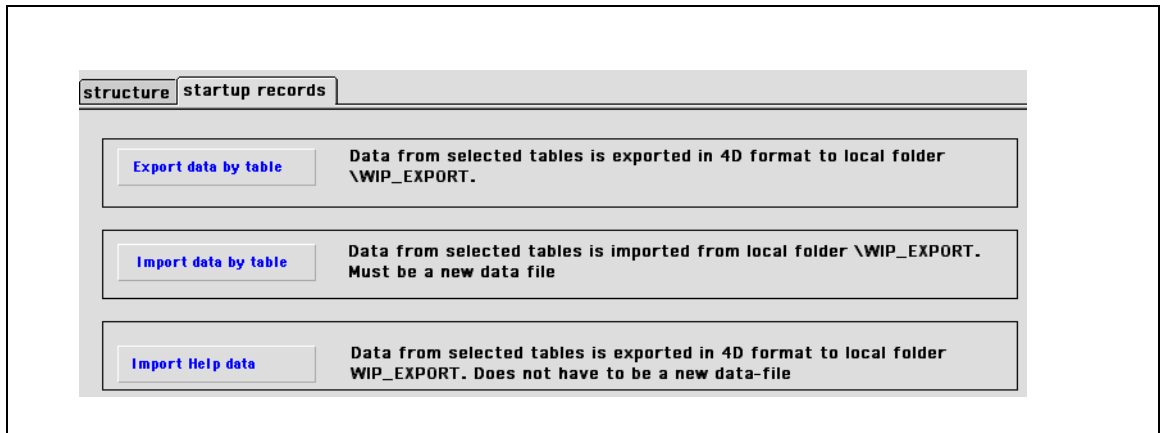 structure startup records
Export data by table
Data from selected tables is exported in 4D format to local folder
\WIP_EXPORT.
Import data by table
Data from selected tables is imported from local folder \WIP_EXPORT.
Must be a new data file
Import Help data
Data from selected tables is exported in 4D format to local folder
WIP_EXPORT. Does not have to be a new data-file